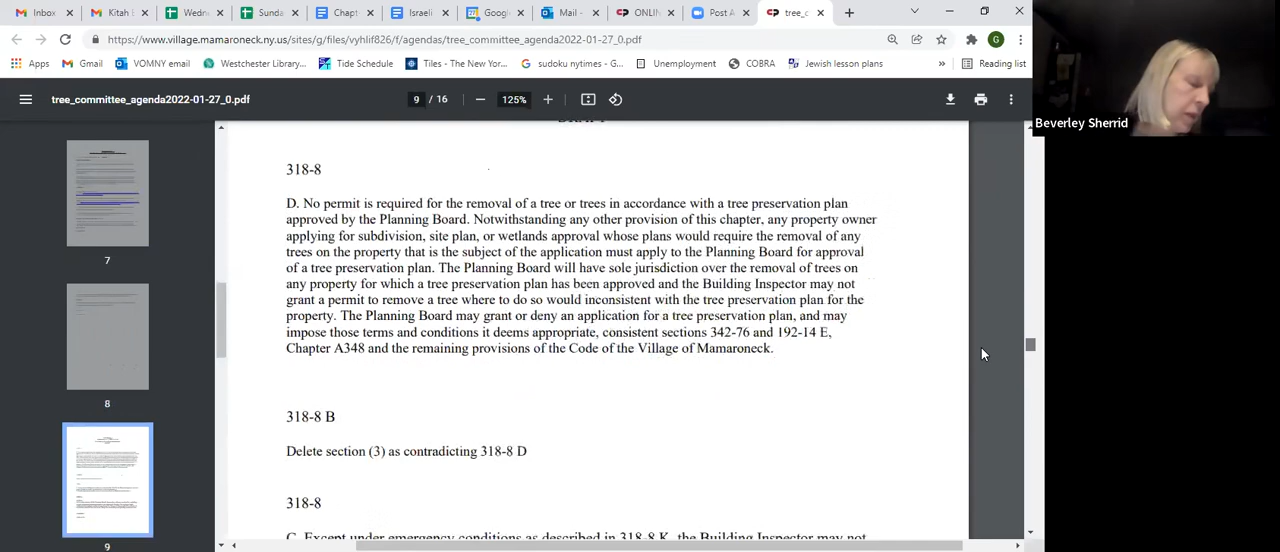 Inbox
Kitah E
Wedn
Sunda
Chapt
Israeli
Googl
Mail -
ONLIN
Post A
tree_c
https://www.village.mamaroneck.ny.us/sites/g/files/vyhlif826/f/agendas/tree_committee_agenda2022-01-27_0.pdf
G
Apps
Gmail
VOMNY email
Westchester Library...
Tide Schedule
Tiles - The New Yor...
sudoku nytimes - G...
Unemployment
COBRA
Jewish lesson plans
»
Reading list
tree_committee_agenda2022-01-27_0.pdf
9 / 16
125%
Beverley Sherrid
7
8
9
DRAFT
318-8
D. No permit is required for the removal of a tree or trees in accordance with a tree preservation plan
approved by the Planning Board. Notwithstanding any other provision of this chapter, any property owner
applying for subdivision, site plan, or wetlands approval whose plans would require the removal of any
trees on the property that is the subject of the application must apply to the Planning Board for approval
of a tree preservation plan. The Planning Board will have sole jurisdiction over the removal of trees on
any property for which a tree preservation plan has been approved and the Building Inspector may not
grant a permit to remove a tree where to do so would inconsistent with the tree preservation plan for the
property. The Planning Board may grant or deny an application for a tree preservation plan, and may
impose those terms and conditions it deems appropriate, consistent sections 342-76 and 192-14 E,
Chapter A348 and the remaining provisions of the Code of the Village of Mamaroneck.
318-8 B
Delete section (3) as contradicting 318-8 D
318-8
C. Except under emergency conditions as described in 318-8 K, the Building Inspector may not